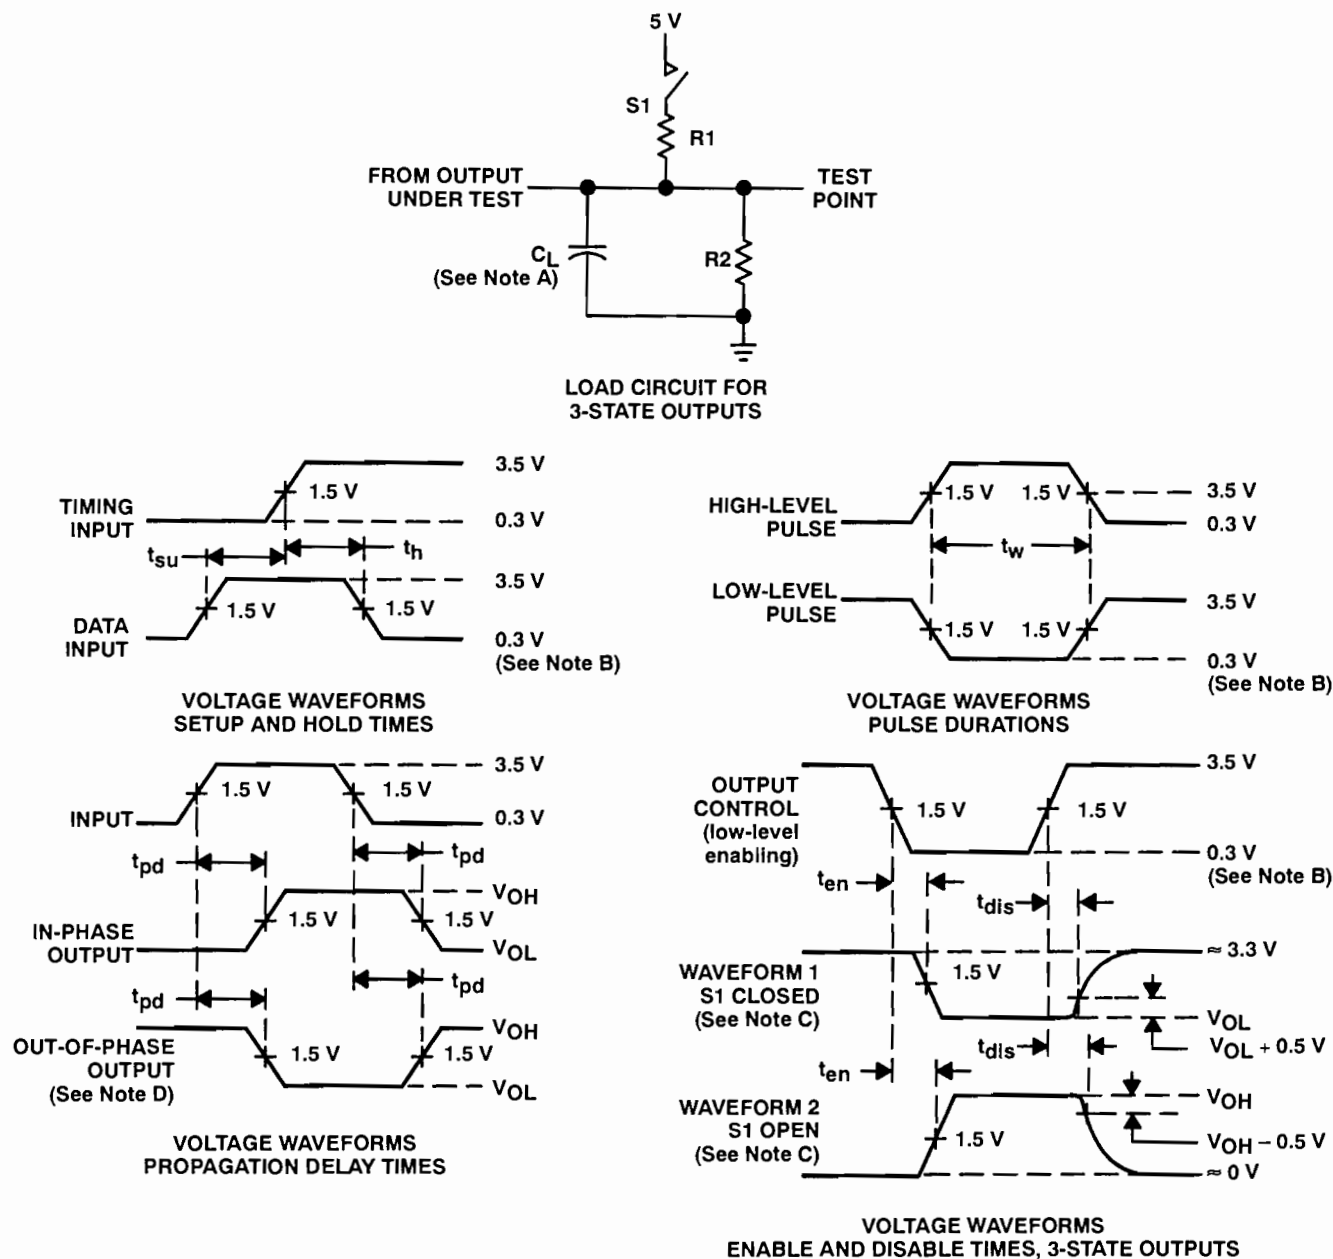 5 V
S1
R1
FROM OUTPUT
UNDER TEST
TEST
POINT
CL
(See Note A)
R2
LOAD CIRCUIT FOR
3-STATE OUTPUTS
TIMING
INPUT
1.5 V
3.5 V
0.3 V
tsu
th
DATA
INPUT
1.5 V
1.5 V
3.5 V
0.3 V
(See Note B)
VOLTAGE WAVEFORMS
SETUP AND HOLD TIMES
HIGH-LEVEL
PULSE
1.5 V
1.5 V
3.5 V
0.3 V
tw
LOW-LEVEL
PULSE
1.5 V
1.5 V
3.5 V
0.3 V
(See Note B)
VOLTAGE WAVEFORMS
PULSE DURATIONS
INPUT
1.5 V
1.5 V
3.5 V
0.3 V
tpd
tpd
IN-PHASE
OUTPUT
1.5 V
1.5 V
VOH
VOL
tpd
tpd
OUT-OF-PHASE
OUTPUT
(See Note D)
1.5 V
1.5 V
VOH
VOL
VOLTAGE WAVEFORMS
PROPAGATION DELAY TIMES
OUTPUT
CONTROL
(low-level
enabling)
1.5 V
1.5 V
3.5 V
0.3 V
(See Note B)
ten
tdis
WAVEFORM 1
S1 CLOSED
(See Note C)
1.5 V
≈ 3.3 V
VOL
VOL + 0.5 V
ten
tdis
WAVEFORM 2
S1 OPEN
(See Note C)
1.5 V
VOH
VOH – 0.5 V
≈ 0 V
VOLTAGE WAVEFORMS
ENABLE AND DISABLE TIMES, 3-STATE OUTPUTS